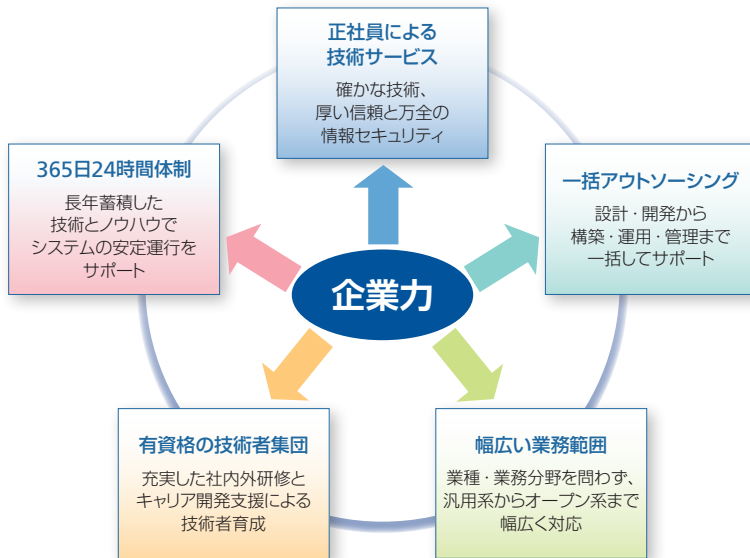 正社員による
技術サービス
確かな技術、
厚い信頼と万全の
情報セキュリティ
365日24時間体制
長年蓄積した
技術とノウハウで
システムの安定運行を
サポート
一括アウトソーシング
設計・開発から
構築・運用・管理まで
一括してサポート
企業力
有資格の技術者集団
充実した社内外研修と
キャリア開発支援による
技術者育成
幅広い業務範囲
業種・業務分野を問わず、
汎用系からオープン系まで
幅広く対応